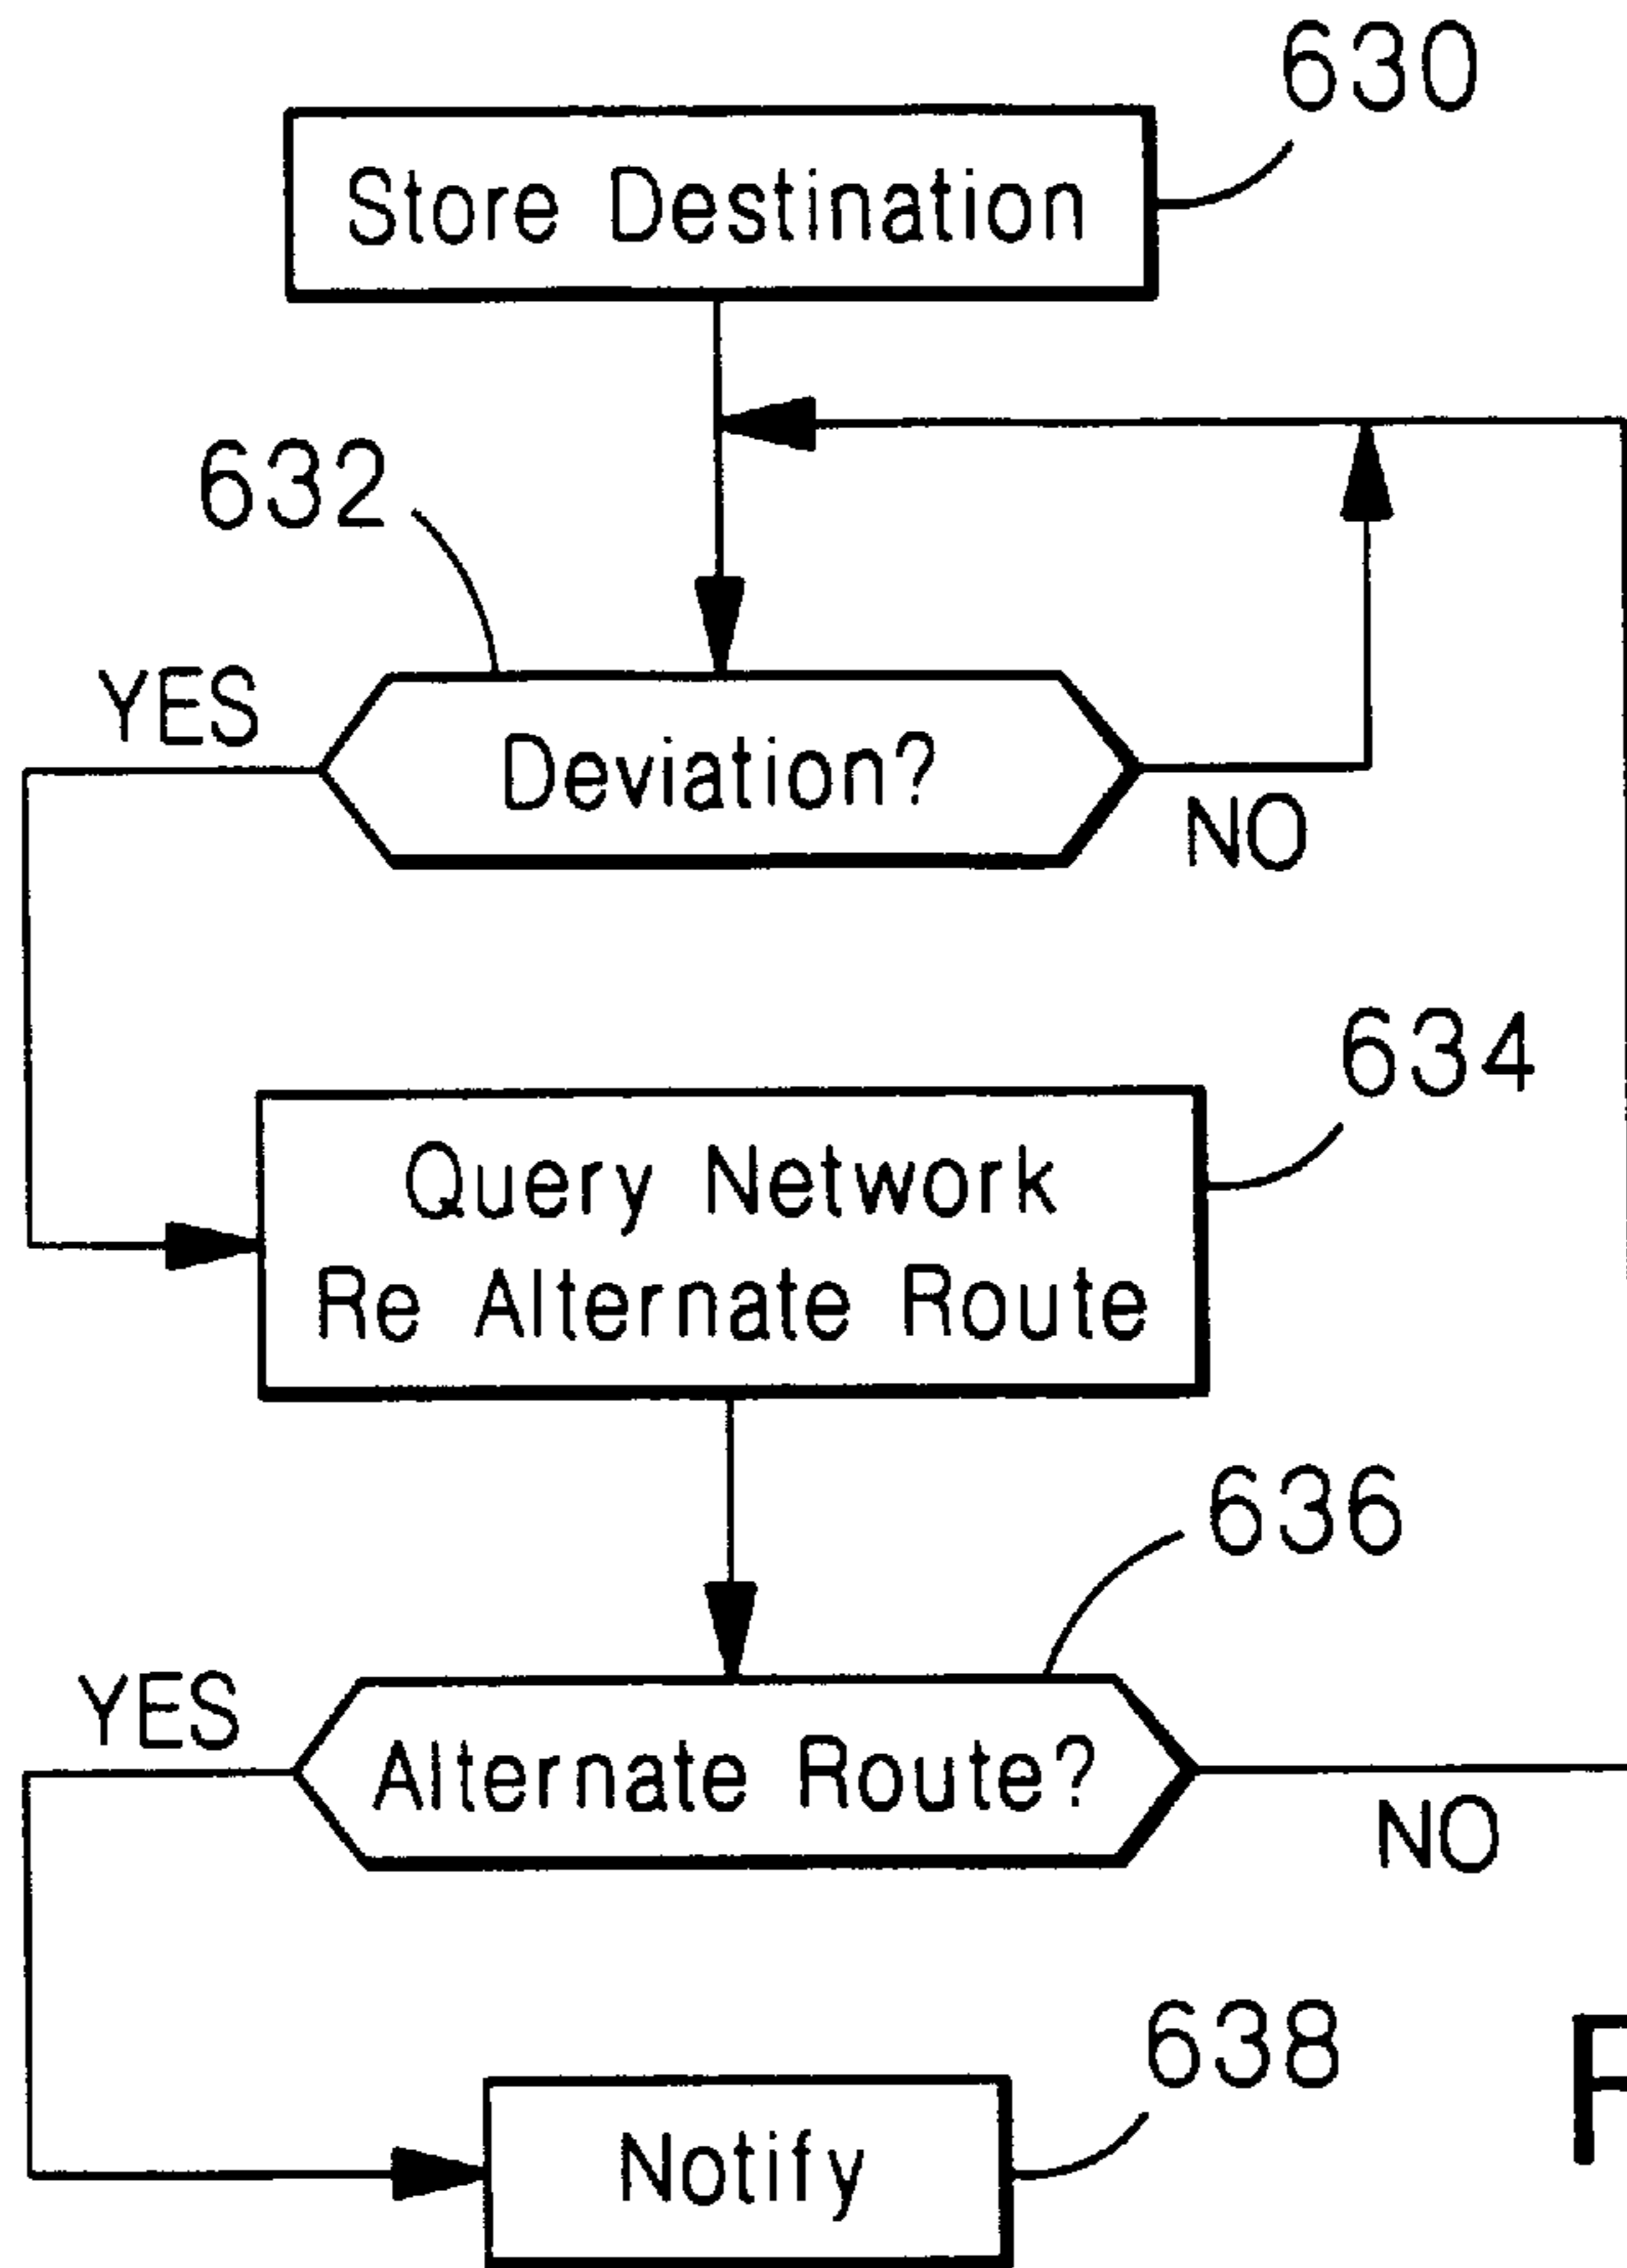 630
Store Destination
632
YES
Deviation?
NO
634
Query Network
Re Alternate Route
636
YES
Alternate Route?
NO
638
Notify